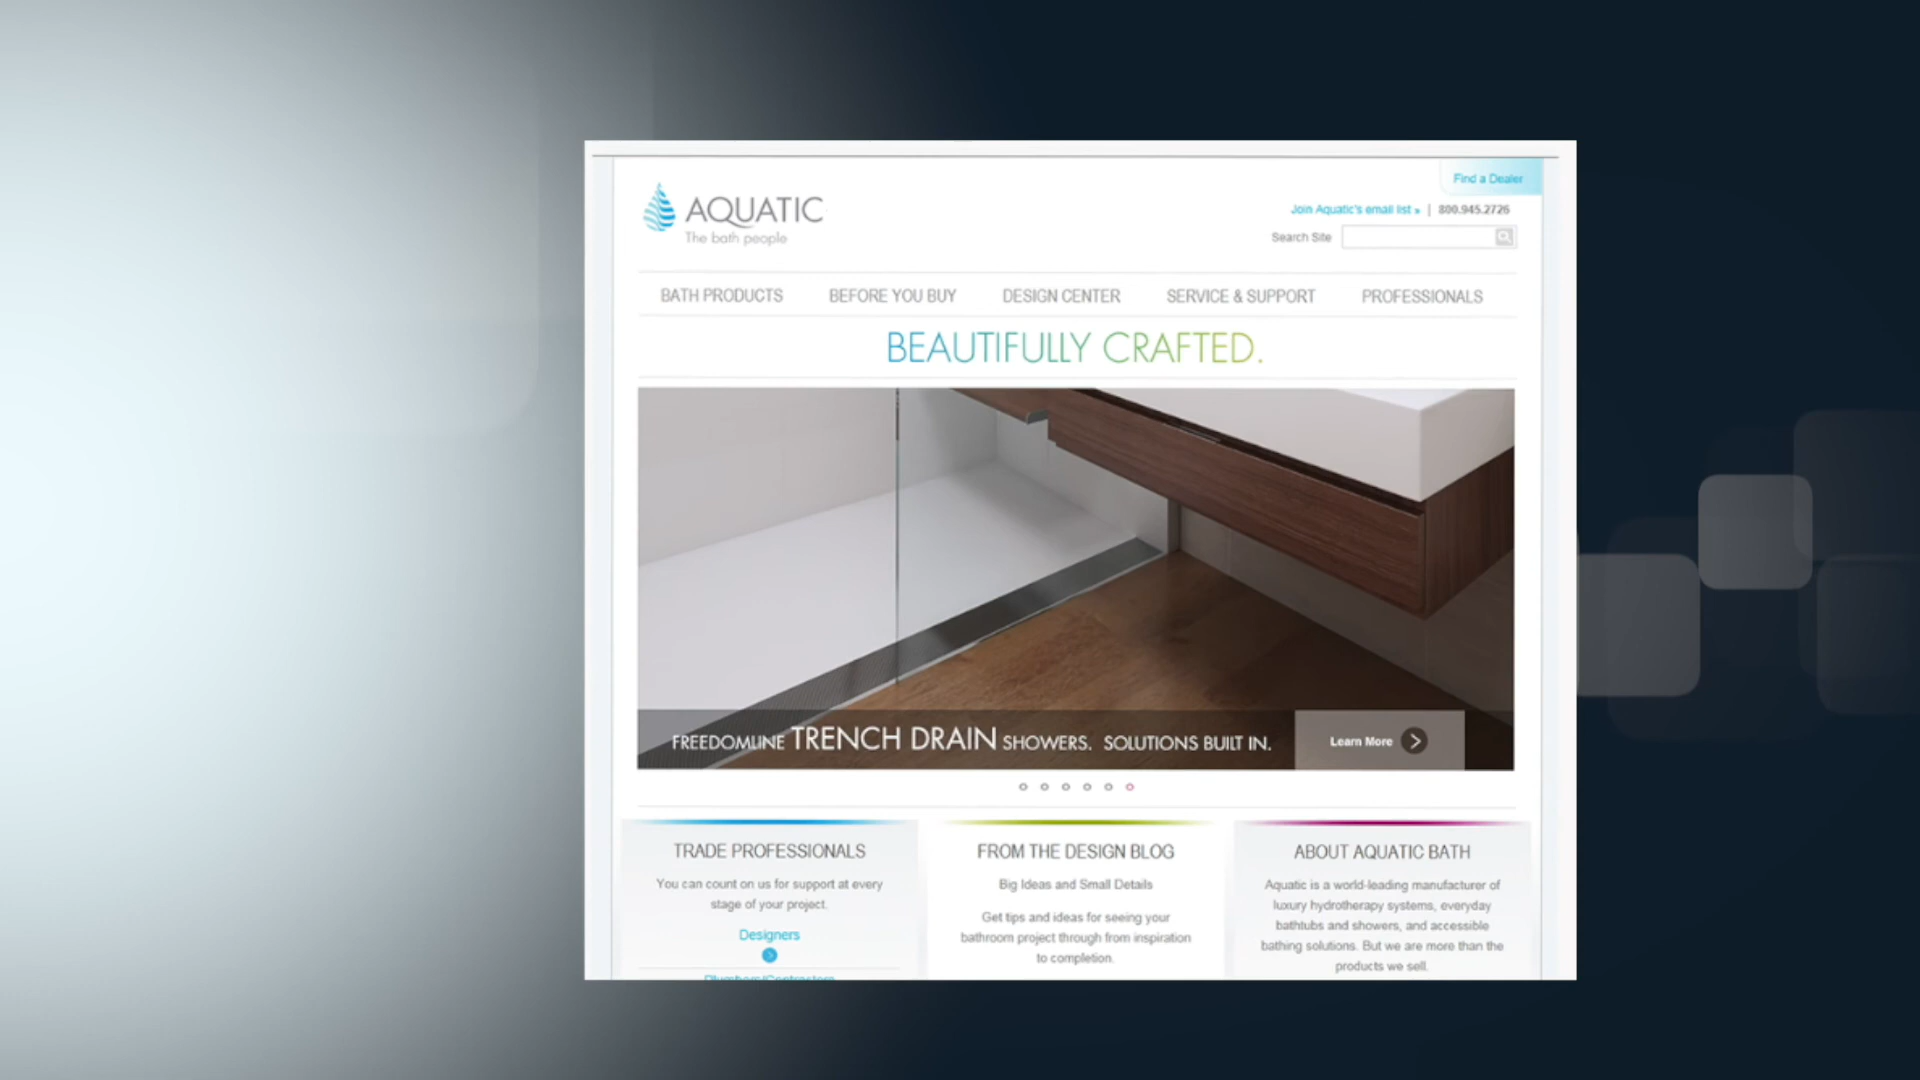 Find a Dealer
AQUATIC
The bath people
Join Aquatic's email list » | 800.945.2726
Search Site
BATH PRODUCTS BEFORE YOU BUY DESIGN CENTER SERVICE & SUPPORT PROFESSIONALS
BEAUTIFULLY CRAFTED.
FREEDOMLINE TRENCH DRAIN SHOWERS. SOLUTIONS BUILT IN.
Learn More
TRADE PROFESSIONALS
You can count on us for support at every
stage of your project.
Designers
Plumbers/Contractors
FROM THE DESIGN BLOG
Big Ideas and Small Details
Get tips and ideas for seeing your
bathroom project through from inspiration
to completion.
ABOUT AQUATIC BATH
Aquatic is a world-leading manufacturer of
luxury hydrotherapy systems, everyday
bathtubs and showers, and accessible
bathing solutions. But we are more than the
products we sell.